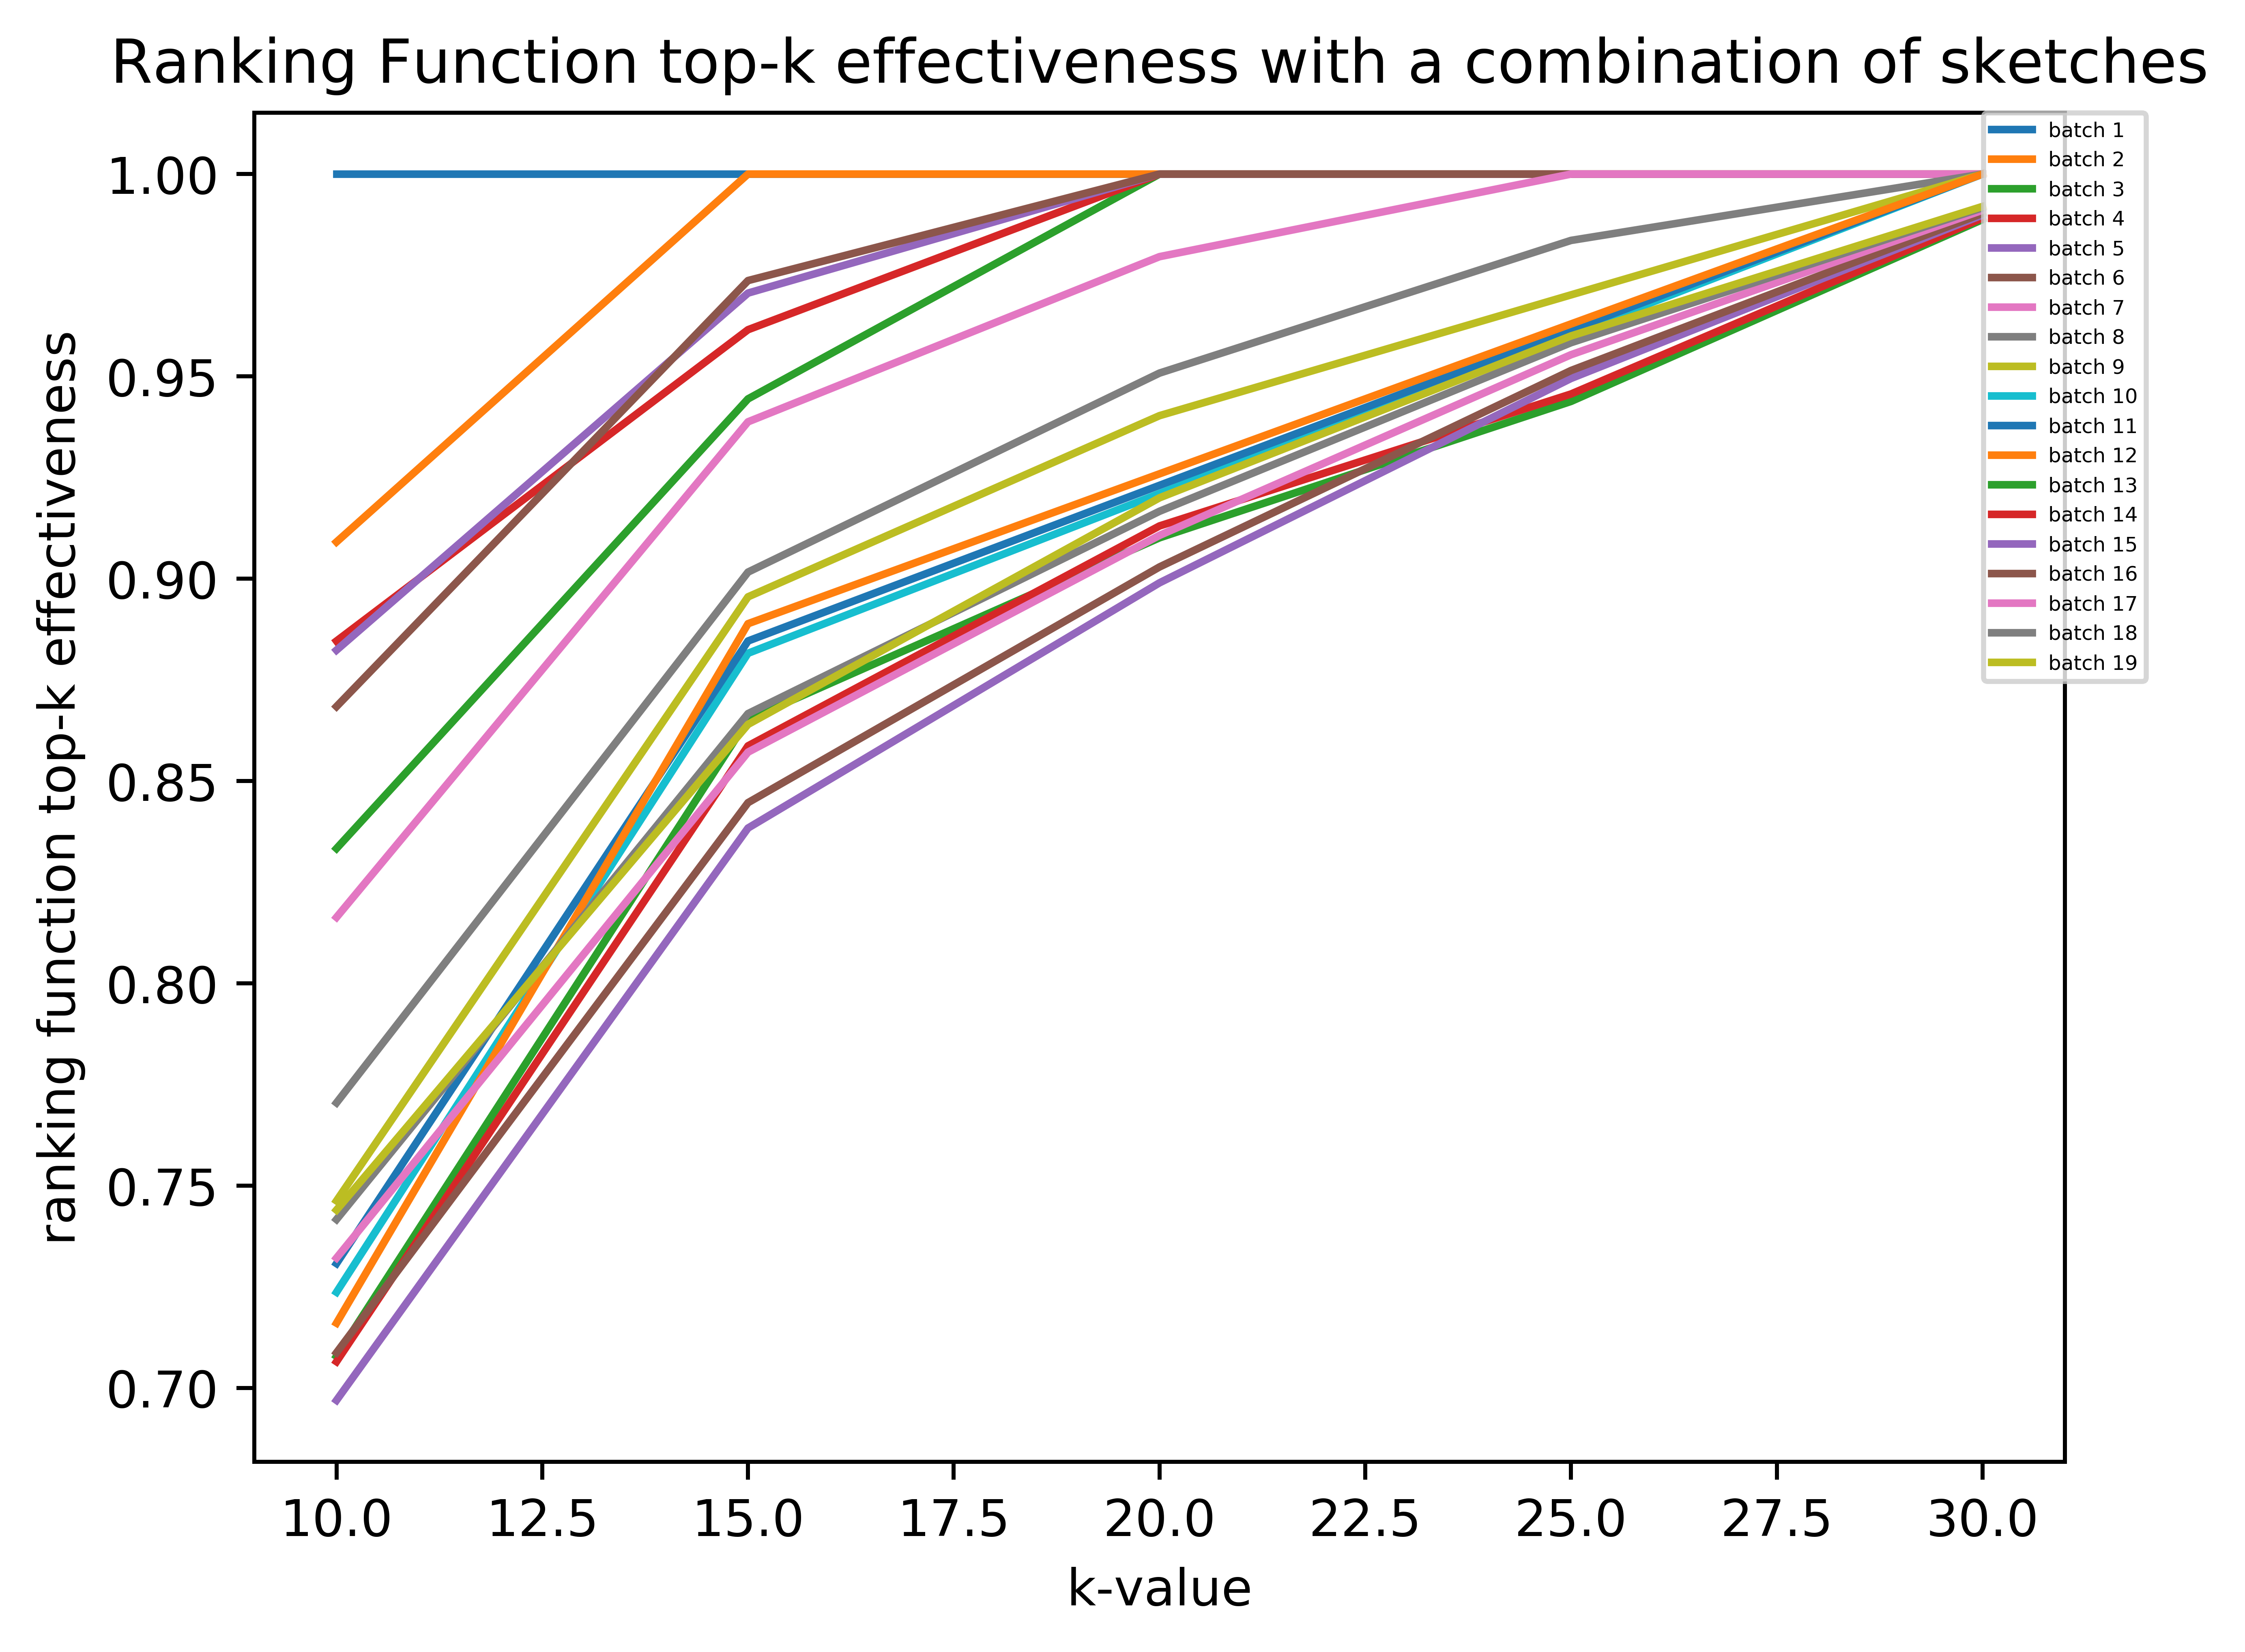 Ranking Function top-k effectiveness with a combination of sketches
ranking function top-k effectiveness
1.00
0.95
0.90
0.85
0.80
0.75
0.70
batch 1
batch 2
batch 3
batch 4
batch 5
batch 6
batch 7
batch 8
batch 9
batch 10
batch 11
batch 12
batch 13
batch 14
batch 15
batch 16
batch 17
batch 18
batch 19
10.0 12.5 15.0 17.5 20.0 22.5 25.0 27.5 30.0
k-value